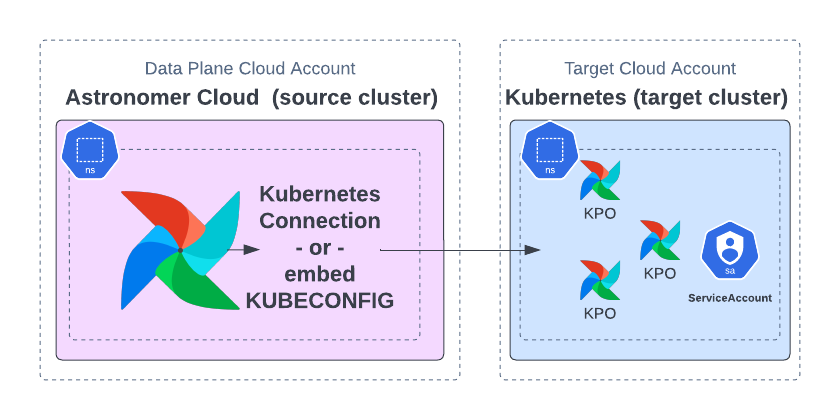 Data Plane Cloud Account
Astronomer Cloud (source cluster)
ns
Kubernetes
Connection
- or -
embed
KUBECONFIG
Target Cloud Account
Kubernetes (target cluster)
ns
KPO
KPO
KPO
sa
ServiceAccount